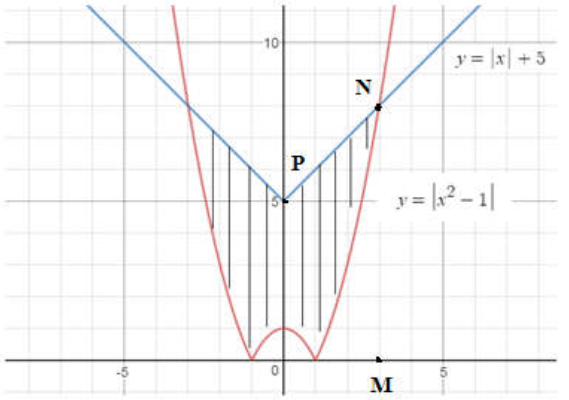 10
y = |x| + 5
N
P
5
y = |x² − 1|
-5
0
5
M